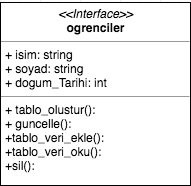 <<Interface>>
ogrenciler
+ isim: string
+ soyad: string
+ dogum_Tarihi: int
+ tablo_olustur():
+ guncelle():
+tablo_veri_ekle():
+tablo_veri_oku():
+sil():